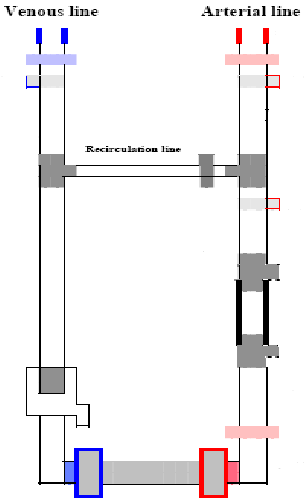 Venous line
Arterial line
Recirculation line